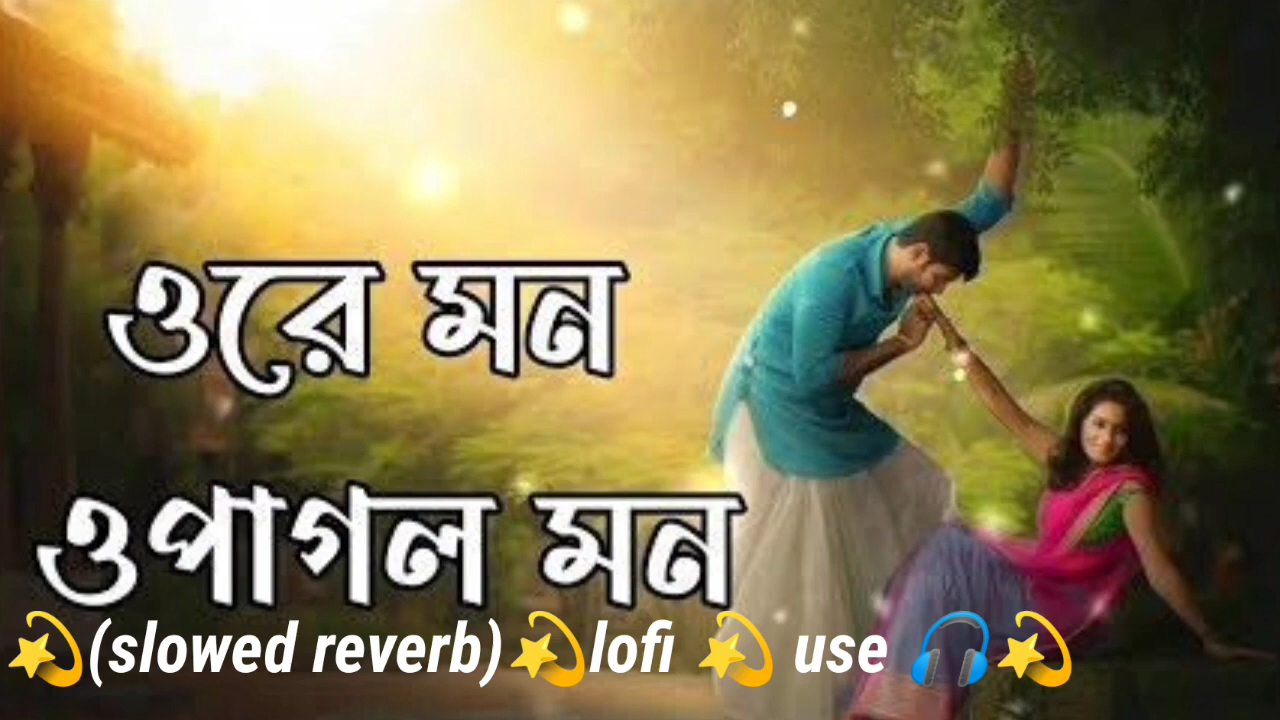 ওরে মন
ওপাগল মন
💫(slowed reverb)💫lofi 💫 use 🎧💫